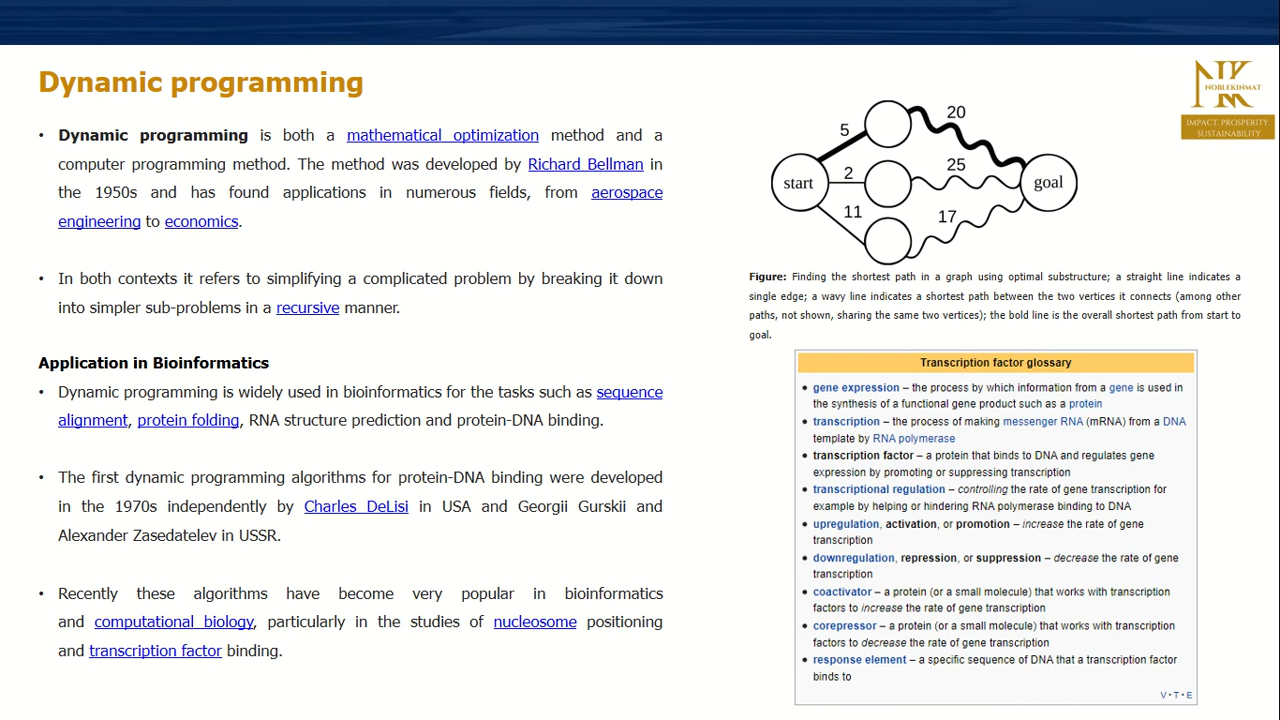 Dynamic programming
• Dynamic programming is both a mathematical optimization method and a
computer programming method. The method was developed by Richard Bellman in
the 1950s and has found applications in numerous fields, from aerospace
engineering to economics.
• In both contexts it refers to simplifying a complicated problem by breaking it down
into simpler sub-problems in a recursive manner.
Application in Bioinformatics
• Dynamic programming is widely used in bioinformatics for the tasks such as sequence
alignment, protein folding, RNA structure prediction and protein-DNA binding.
• The first dynamic programming algorithms for protein-DNA binding were developed
in the 1970s independently by Charles DeLisi in USA and Georgii Gurskii and
Alexander Zasedatelev in USSR.
• Recently these algorithms have become very popular in bioinformatics
and computational biology, particularly in the studies of nucleosome positioning
and transcription factor binding.
NOBLEKINMAT
IMPACT. PROSPERITY.
SUSTAINABILITY
5
20
start
2
25
goal
11
17
Figure: Finding the shortest path in a graph using optimal substructure; a straight line indicates a
single edge; a wavy line indicates a shortest path between the two vertices it connects (among other
paths, not shown, sharing the same two vertices); the bold line is the overall shortest path from start to
goal.
Transcription factor glossary
• gene expression – the process by which information from a gene is used in
the synthesis of a functional gene product such as a protein
• transcription – the process of making messenger RNA (mRNA) from a DNA
template by RNA polymerase
• transcription factor – a protein that binds to DNA and regulates gene
expression by promoting or suppressing transcription
• transcriptional regulation – controlling the rate of gene transcription for
example by helping or hindering RNA polymerase binding to DNA
• upregulation, activation, or promotion – increase the rate of gene
transcription
• downregulation, repression, or suppression – decrease the rate of gene
transcription
• coactivator – a protein (or a small molecule) that works with transcription
factors to increase the rate of gene transcription
• corepressor – a protein (or a small molecule) that works with transcription
factors to decrease the rate of gene transcription
• response element – a specific sequence of DNA that a transcription factor
binds to
V • T • E